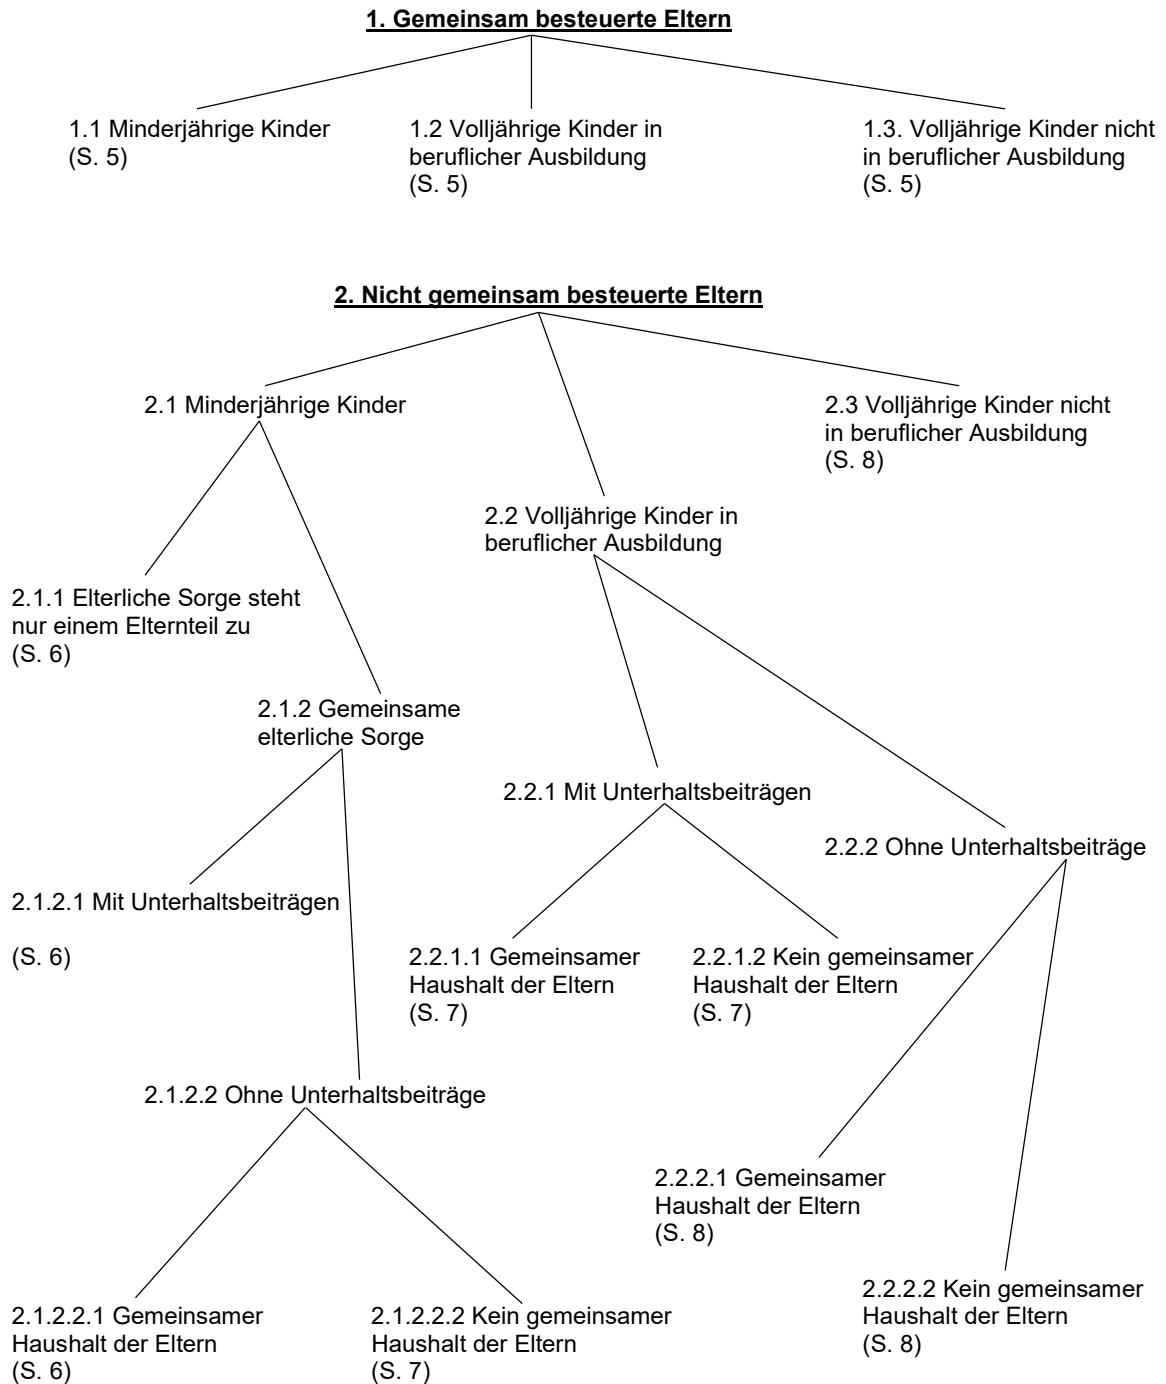 1. Gemeinsam besteuerte Eltern
1.1 Minderjährige Kinder
(S. 5)
1.2 Volljährige Kinder in
beruflicher Ausbildung
(S. 5)
1.3. Volljährige Kinder nicht
in beruflicher Ausbildung
(S. 5)
2. Nicht gemeinsam besteuerte Eltern
2.1 Minderjährige Kinder
2.3 Volljährige Kinder nicht
in beruflicher Ausbildung
(S. 8)
2.2 Volljährige Kinder in
beruflicher Ausbildung
2.1.1 Elterliche Sorge steht
nur einem Elternteil zu
(S. 6)
2.1.2 Gemeinsame
elterliche Sorge
2.2.1 Mit Unterhaltsbeiträgen
2.2.2 Ohne Unterhaltsbeiträge
2.1.2.1 Mit Unterhaltsbeiträgen
(S. 6)
2.2.1.1 Gemeinsamer
Haushalt der Eltern
(S. 7)
2.2.1.2 Kein gemeinsamer
Haushalt der Eltern
(S. 7)
2.1.2.2 Ohne Unterhaltsbeiträge
2.2.2.1 Gemeinsamer
Haushalt der Eltern
(S. 8)
2.2.2.2 Kein gemeinsamer
Haushalt der Eltern
(S. 8)
2.1.2.2.1 Gemeinsamer
Haushalt der Eltern
(S. 6)
2.1.2.2.2 Kein gemeinsamer
Haushalt der Eltern
(S. 7)